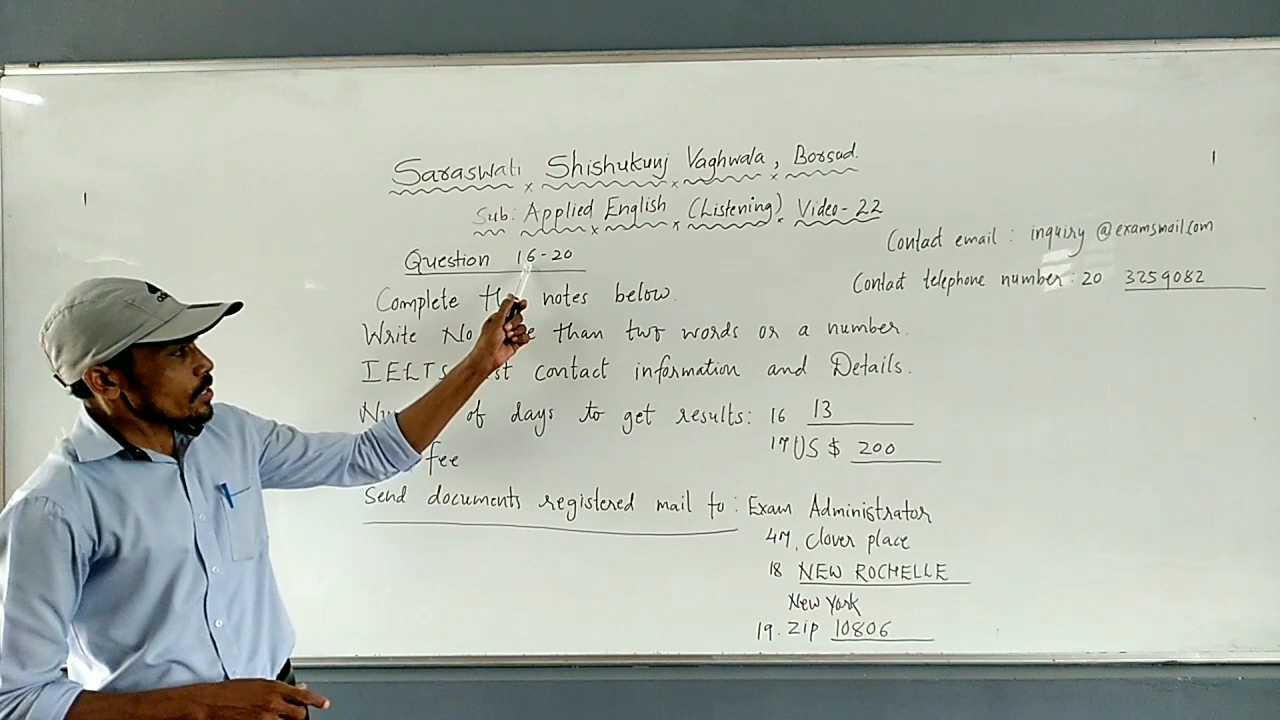 Saraswati Shishukunj Vaghwala, Borsad.
Sub: Applied English (Listening) Video-22
Question 16-20
Complete notes below.
Write No than two words or a number.
IELTS contact information and Details.
of days to get results: 16 13
fee 17 US $ 200
Send documents registered mail to: Exam Administrator
47, Clover place
18 NEW ROCHELLE
New York
19. Zip 10806
Contact email: inquiry@examsmail.com
Contact telephone number: 20 3259082